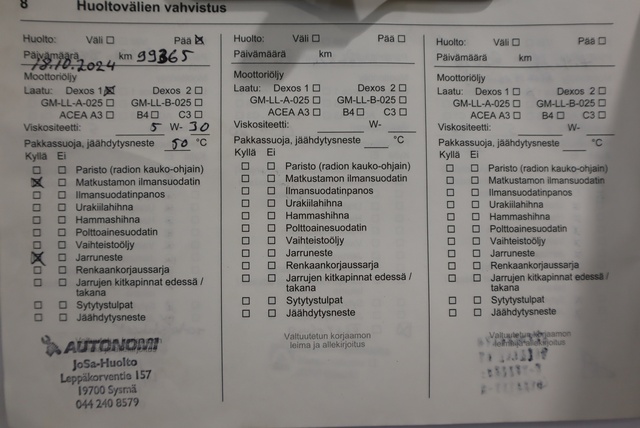 8 Huoltovälien vahvistus
Huolto: Väli ☐ Pää ☒
Päivämäärä km 99365
18.10.2024
Moottoriöljy
Laatu: Dexos 1 ☒ Dexos 2 ☐
GM-LL-A-025 ☐ GM-LL-B-025 ☐
ACEA A3 ☐ B4 ☐ C3 ☐
Viskositeetti: 5 W- 30
Pakkassuoja, jäähdytysneste 50 °C
Kyllä Ei
☐ ☐ Paristo (radion kauko-ohjain)
☒ ☐ Matkustamon ilmansuodatin
☐ ☐ Ilmansuodatinpanos
☐ ☐ Urakiilahihna
☐ ☐ Hammashihna
☐ ☐ Polttoainesuodatin
☐ ☐ Vaihteistoöljy
☒ ☐ Jarruneste
☐ ☐ Renkaankorjaussarja
☐ ☐ Jarrujen kitkapinnat edessä /
takana
☐ ☐ Sytytystulpat
☐ ☐ Jäähdytysneste
AUTONOMI
JoSa-Huolto
Leppäkorventie 157
19700 Sysmä
044 240 8579
Huolto: Väli ☐ Pää ☐
Päivämäärä km
Moottoriöljy
Laatu: Dexos 1 ☐ Dexos 2 ☐
GM-LL-A-025 ☐ GM-LL-B-025 ☐
ACEA A3 ☐ B4 ☐ C3 ☐
Viskositeetti: W-
Pakkassuoja, jäähdytysneste °C
Kyllä Ei
☐ ☐ Paristo (radion kauko-ohjain)
☐ ☐ Matkustamon ilmansuodatin
☐ ☐ Ilmansuodatinpanos
☐ ☐ Urakiilahihna
☐ ☐ Hammashihna
☐ ☐ Polttoainesuodatin
☐ ☐ Vaihteistoöljy
☐ ☐ Jarruneste
☐ ☐ Renkaankorjaussarja
☐ ☐ Jarrujen kitkapinnat edessä /
takana
☐ ☐ Sytytystulpat
☐ ☐ Jäähdytysneste
Valtuutetun korjaamon
leima ja allekirjoitus
Huolto: Väli ☐ Pää ☐
Päivämäärä km
Moottoriöljy
Laatu: Dexos 1 ☐ Dexos 2 ☐
GM-LL-A-025 ☐ GM-LL-B-025 ☐
ACEA A3 ☐ B4 ☐ C3 ☐
Viskositeetti: W-
Pakkassuoja, jäähdytysneste °C
Kyllä Ei
☐ ☐ Paristo (radion kauko-ohjain)
☐ ☐ Matkustamon ilmansuodatin
☐ ☐ Ilmansuodatinpanos
☐ ☐ Urakiilahihna
☐ ☐ Hammashihna
☐ ☐ Polttoainesuodatin
☐ ☐ Vaihteistoöljy
☐ ☐ Jarruneste
☐ ☐ Renkaankorjaussarja
☐ ☐ Jarrujen kitkapinnat edessä /
takana
☐ ☐ Sytytystulpat
☐ ☐ Jäähdytysneste
Valtuutetun korjaamon
leima ja allekirjoitus